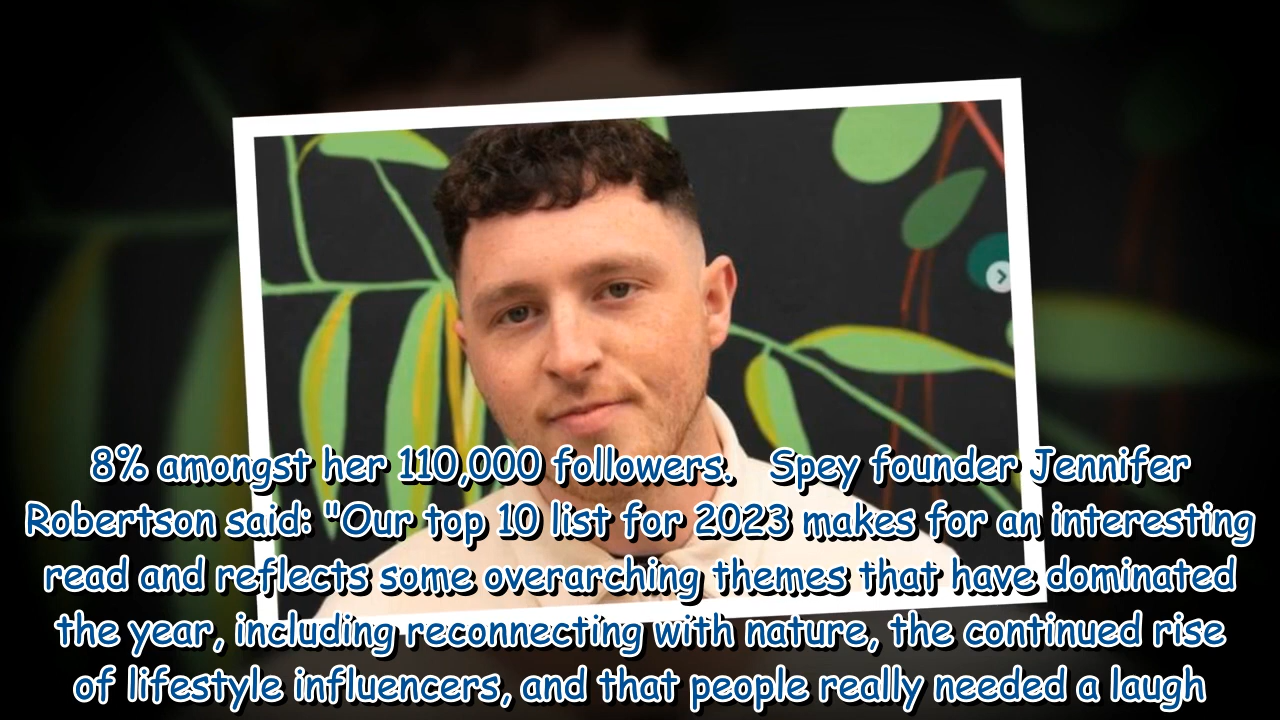 8% amongst her 110,000 followers.   Spey founder Jennifer
Robertson said: "Our top 10 list for 2023 makes for an interesting
read and reflects some overarching themes that have dominated
the year, including reconnecting with nature, the continued rise
of lifestyle influencers, and that people really needed a laugh